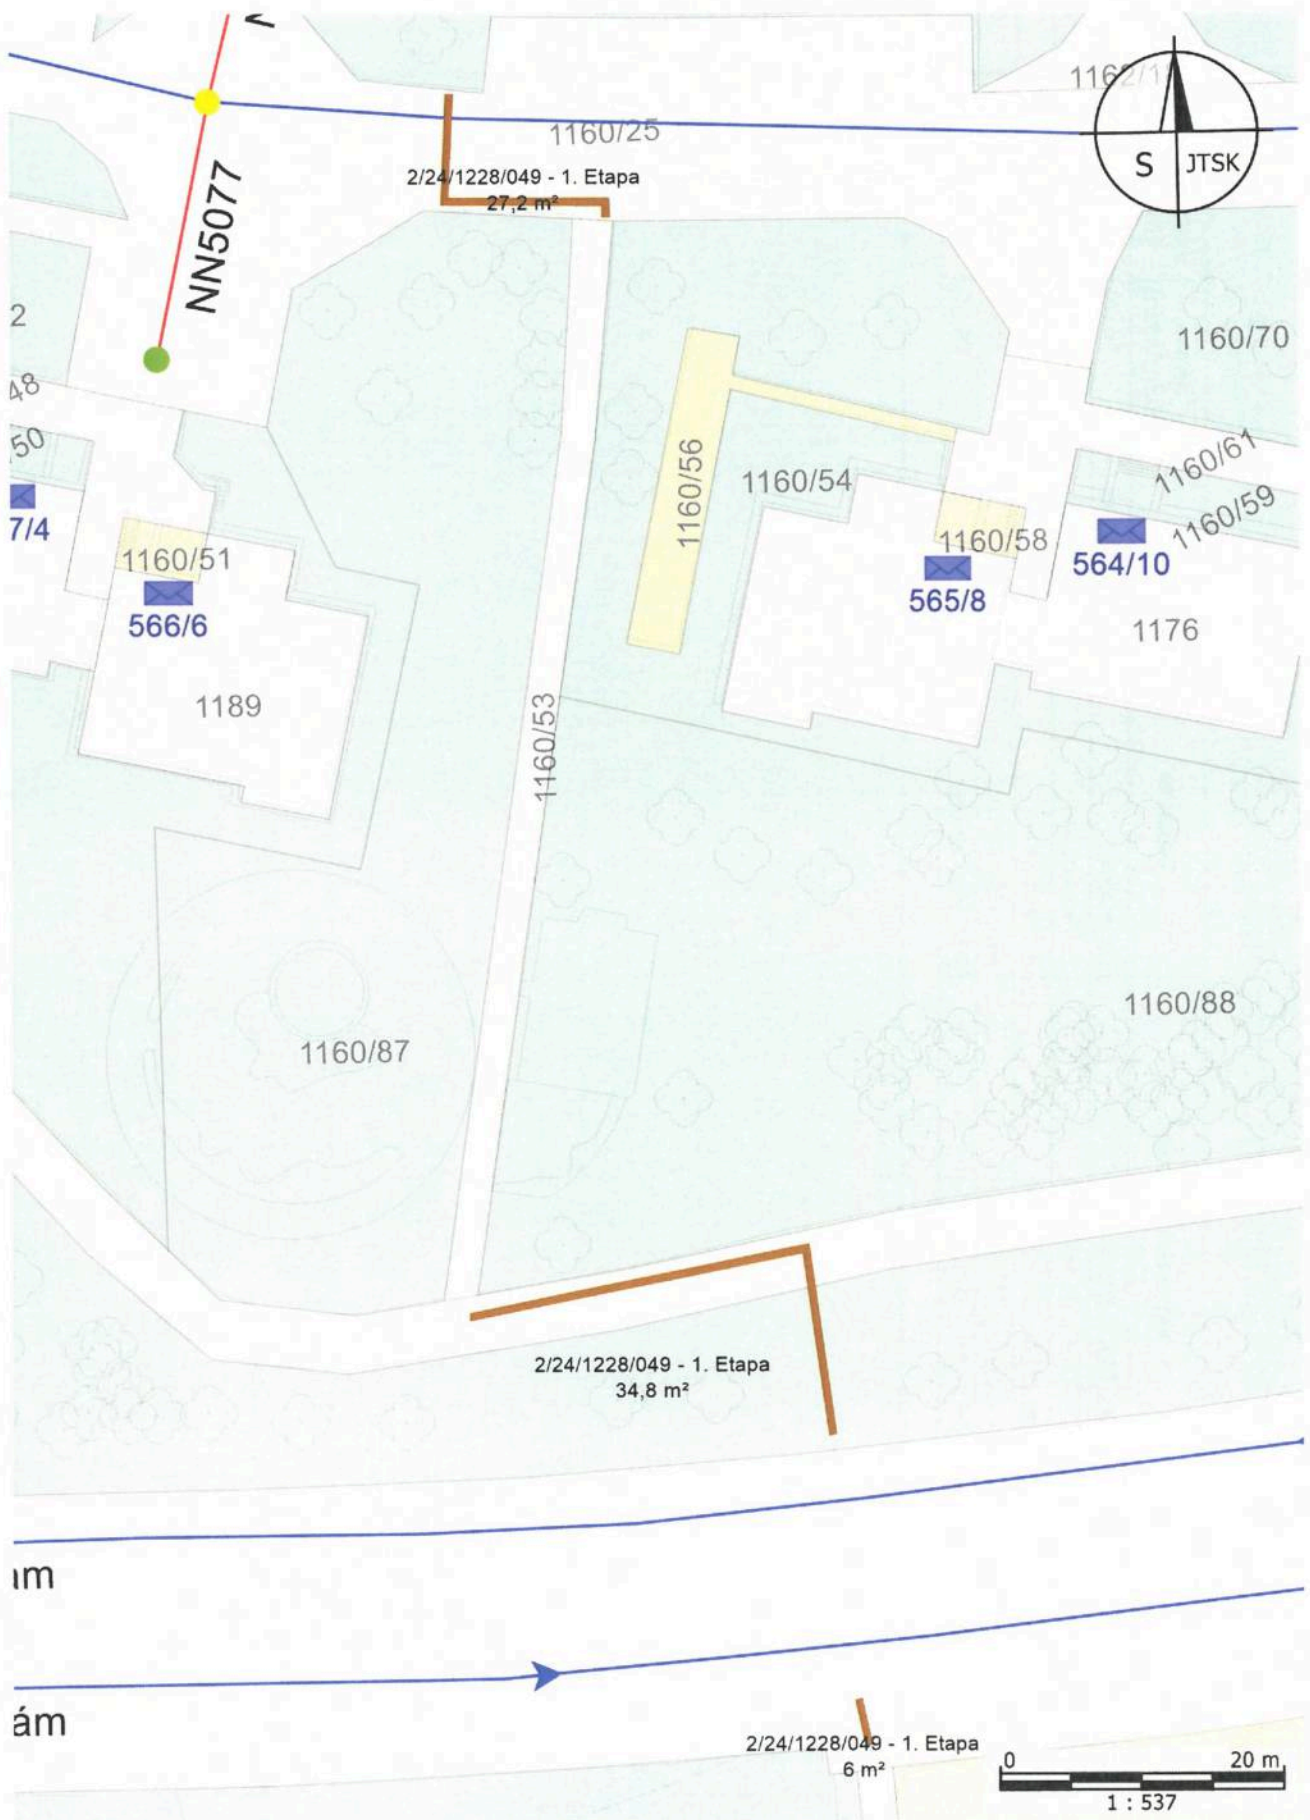 1162/1
1160/25
S JTSK
2/24/1228/049 - 1. Etapa
27,2 m²
NN5077
2
1160/70
48
50
1160/61
1160/56
1160/54
1160/59
7/4
1160/51
1160/58
564/10
566/6
565/8
1176
1189
1160/53
1160/88
1160/87
2/24/1228/049 - 1. Etapa
34,8 m²
ám
2/24/1228/049 - 1. Etapa
6 m²
0 20 m
1 : 537